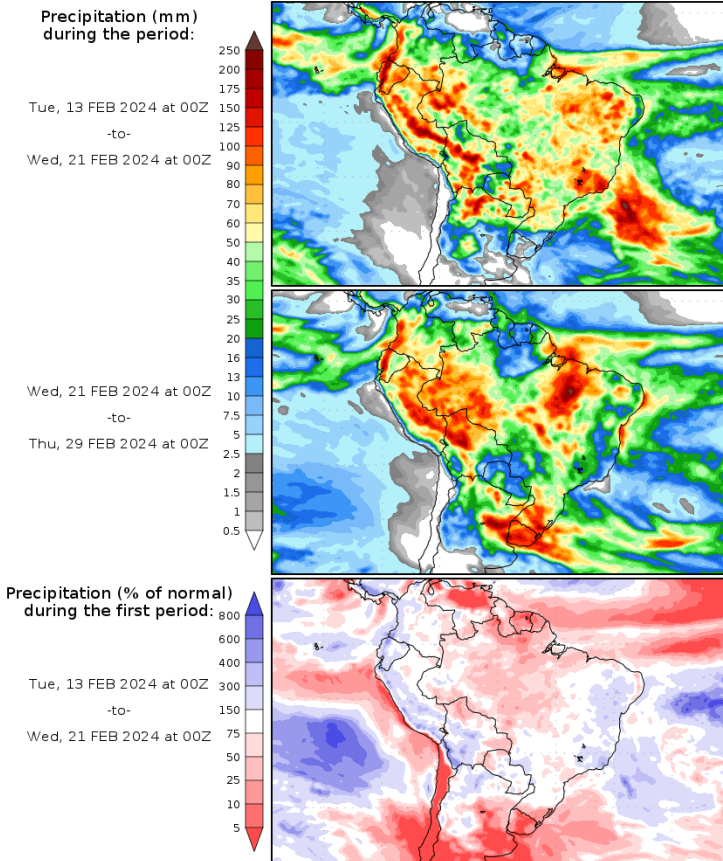 Precipitation (mm)
during the period:
Tue, 13 FEB 2024 at 00Z
-to-
Wed, 21 FEB 2024 at 00Z
250
200
175
150
125
100
90
80
70
60
50
40
35
30
25
20
16
13
10
7.5
5
2.5
2
1.5
1
0.5
Wed, 21 FEB 2024 at 00Z
-to-
Thu, 29 FEB 2024 at 00Z
Precipitation (% of normal)
during the first period:
Tue, 13 FEB 2024 at 00Z
-to-
Wed, 21 FEB 2024 at 00Z
800
600
400
300
150
75
50
25
10
5